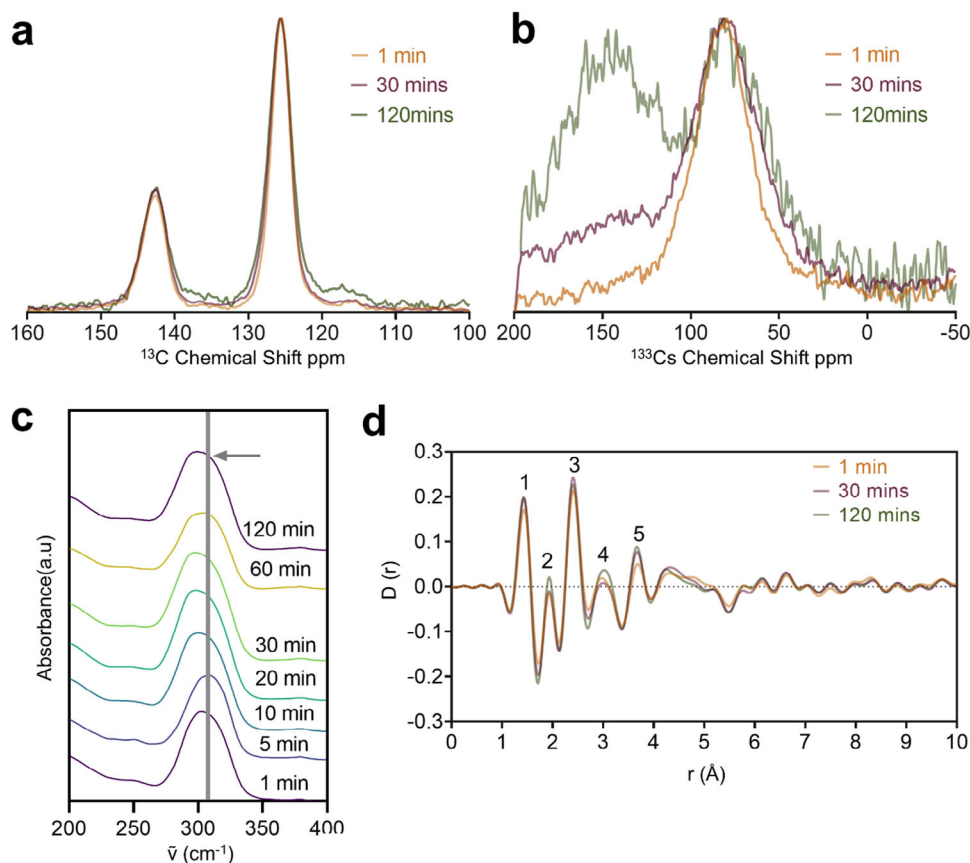 a
1 min
30 mins
120mins
160 150 140 130 120 110 100
13C Chemical Shift ppm
b
1 min
30 mins
120mins
200 150 100 50 0 -50
133Cs Chemical Shift ppm
c
120 min
60 min
30 min
20 min
10 min
5 min
1 min
Absorbance(a.u)
200 250 300 350 400
ṽ (cm-1)
d
1 min
30 mins
120 mins
1
2
3
4
5
0.3
0.2
0.1
0.0
-0.1
-0.2
-0.3
D (r)
0 1 2 3 4 5 6 7 8 9 10
r (Å)